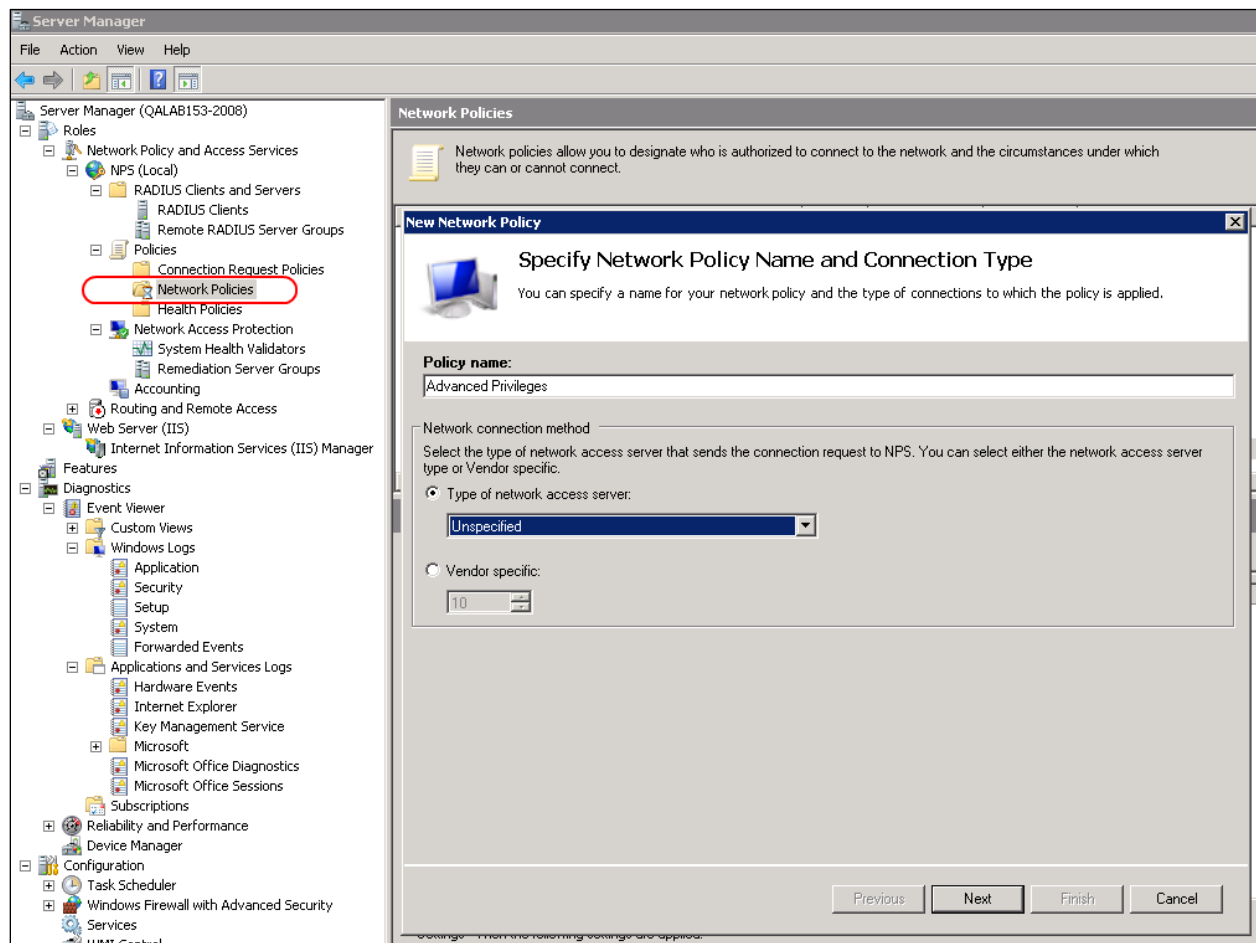 Server Manager
File Action View Help
Server Manager (QALAB153-2008)
Roles
Network Policy and Access Services
NPS (Local)
RADIUS Clients and Servers
RADIUS Clients
Remote RADIUS Server Groups
Policies
Connection Request Policies
Network Policies
Health Policies
Network Access Protection
System Health Validators
Remediation Server Groups
Accounting
Routing and Remote Access
Web Server (IIS)
Internet Information Services (IIS) Manager
Features
Diagnostics
Event Viewer
Custom Views
Windows Logs
Application
Security
Setup
System
Forwarded Events
Applications and Services Logs
Hardware Events
Internet Explorer
Key Management Service
Microsoft
Microsoft Office Diagnostics
Microsoft Office Sessions
Subscriptions
Reliability and Performance
Device Manager
Configuration
Task Scheduler
Windows Firewall with Advanced Security
Services
WMI Control
Network Policies
Network policies allow you to designate who is authorized to connect to the network and the circumstances under which
they can or cannot connect.
New Network Policy
Specify Network Policy Name and Connection Type
You can specify a name for your network policy and the type of connections to which the policy is applied.
Policy name:
Advanced Privileges
Network connection method
Select the type of network access server that sends the connection request to NPS. You can select either the network access server
type or Vendor specific.
Type of network access server:
Unspecified
Vendor specific:
10
Previous Next Finish Cancel